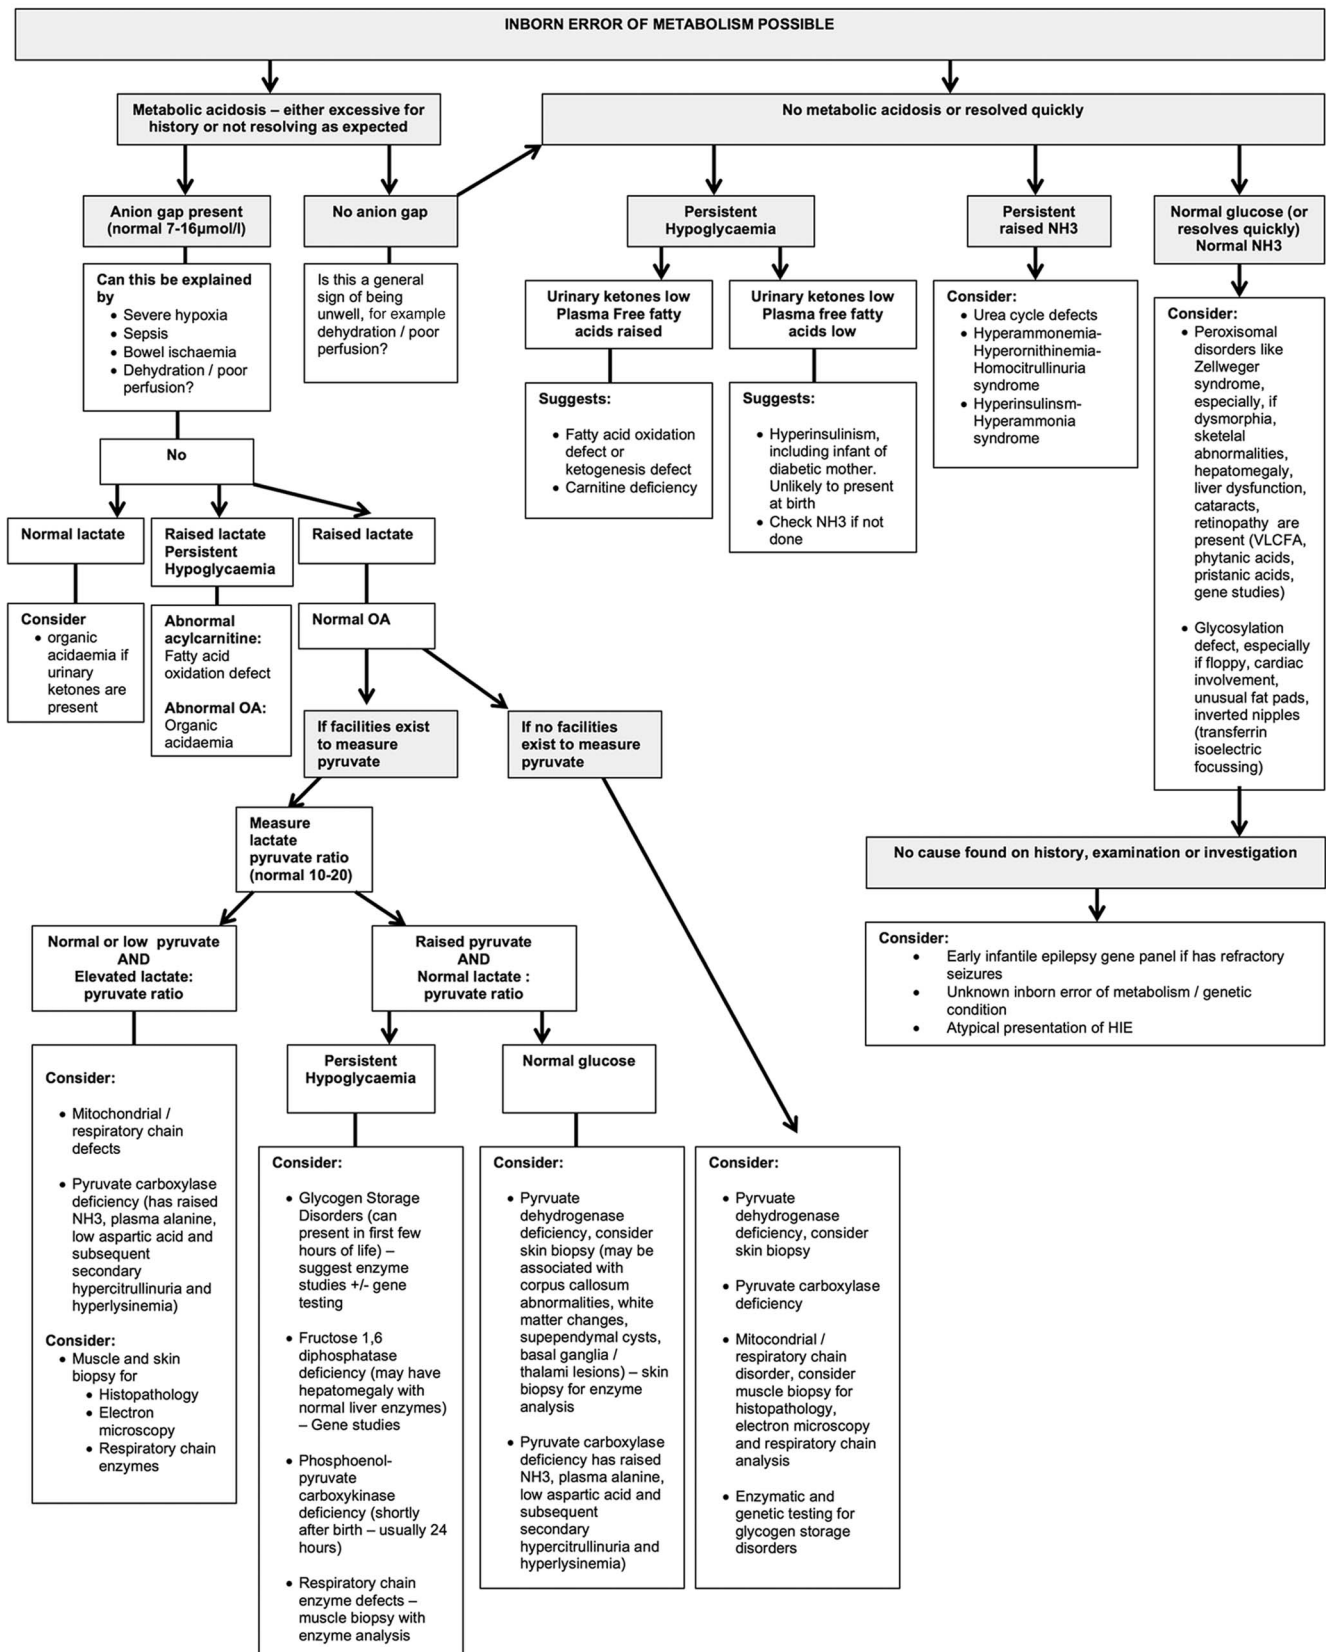 INBORN ERROR OF METABOLISM POSSIBLE
Metabolic acidosis – either excessive for
history or not resolving as expected
No metabolic acidosis or resolved quickly
Anion gap present
(normal 7-16µmol/l)
No anion gap
Persistent
Hypoglycaemia
Persistent
raised NH3
Normal glucose (or
resolves quickly)
Normal NH3
Can this be explained
by
• Severe hypoxia
• Sepsis
• Bowel ischaemia
• Dehydration / poor
perfusion?
Is this a general
sign of being
unwell, for example
dehydration / poor
perfusion?
Urinary ketones low
Plasma Free fatty
acids raised
Urinary ketones low
Plasma free fatty
acids low
Consider:
• Urea cycle defects
• Hyperammonemia-
Hyperornithinemia-
Homocitrullinuria
syndrome
• Hyperinsulinsm-
Hyperammonia
syndrome
Consider:
• Peroxisomal
disorders like
Zellweger
syndrome,
especially, if
dysmorphia,
sketelal
abnormalities,
hepatomegaly,
liver dysfunction,
cataracts,
retinopathy are
present (VLCFA,
phytanic acids,
pristanic acids,
gene studies)
• Glycosylation
defect, especially
if floppy, cardiac
involvement,
unusual fat pads,
inverted nipples
(transferrin
isoelectric
focussing)
Suggests:
• Fatty acid oxidation
defect or
ketogenesis defect
• Carnitine deficiency
Suggests:
• Hyperinsulinism,
including infant of
diabetic mother.
Unlikely to present
at birth
• Check NH3 if not
done
No
Normal lactate
Raised lactate
Persistent
Hypoglycaemia
Raised lactate
Consider
• organic
acidaemia if
urinary
ketones are
present
Abnormal
acylcarnitine:
Fatty acid
oxidation defect
Abnormal OA:
Organic
acidaemia
Normal OA
If facilities exist
to measure
pyruvate
If no facilities
exist to measure
pyruvate
Measure
lactate
pyruvate ratio
(normal 10-20)
No cause found on history, examination or investigation
Consider:
• Early infantile epilepsy gene panel if has refractory
seizures
• Unknown inborn error of metabolism / genetic
condition
• Atypical presentation of HIE
Normal or low pyruvate
AND
Elevated lactate:
pyruvate ratio
Raised pyruvate
AND
Normal lactate :
pyruvate ratio
Persistent
Hypoglycaemia
Normal glucose
Consider:
• Mitochondrial /
respiratory chain
defects
• Pyruvate carboxylase
deficiency (has raised
NH3, plasma alanine,
low aspartic acid and
subsequent
secondary
hypercitrullinuria and
hyperlysinemia)
Consider:
• Muscle and skin
biopsy for
• Histopathology
• Electron
microscopy
• Respiratory chain
enzymes
Consider:
• Glycogen Storage
Disorders (can
present in first few
hours of life) –
suggest enzyme
studies +/- gene
testing
• Fructose 1,6
diphosphatase
deficiency (may have
hepatomegaly with
normal liver enzymes)
– Gene studies
• Phosphoenol-
pyruvate
carboxykinase
deficiency (shortly
after birth – usually 24
hours)
• Respiratory chain
enzyme defects –
muscle biopsy with
enzyme analysis
Consider:
• Pyrvuate
dehydrogenase
deficiency, consider
skin biopsy (may be
associated with
corpus callosum
abnormalities, white
matter changes,
supependymal cysts,
basal ganglia /
thalami lesions) – skin
biopsy for enzyme
analysis
• Pyruvate carboxylase
deficiency has raised
NH3, plasma alanine,
low aspartic acid and
subsequent
secondary
hypercitrullinuria and
hyperlysinemia)
Consider:
• Pyrvuate
dehydrogenase
deficiency, consider
skin biopsy
• Pyruvate carboxylase
deficiency
• Mitocondrial /
respiratory chain
disorder, consider
muscle biopsy for
histopathology,
electron microscopy
and respiratory chain
analysis
• Enzymatic and
genetic testing for
glycogen storage
disorders